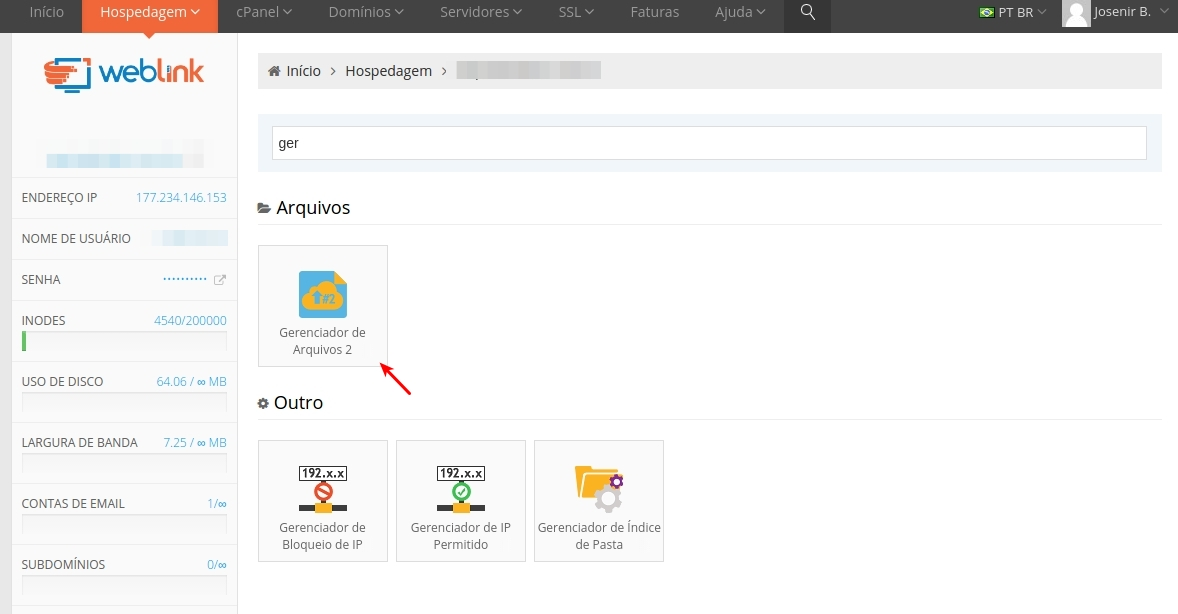 Início Hospedagem cPanel Domínios Servidores SSL Faturas Ajuda PT BR Josenir B.
weblink
Início > Hospedagem >
ger
ENDEREÇO IP 177.234.146.153
NOME DE USUÁRIO
SENHA ··········
INODES 4540/200000
USO DE DISCO 64.06 / ∞ MB
LARGURA DE BANDA 7.25 / ∞ MB
CONTAS DE EMAIL 1/∞
SUBDOMÍNIOS 0/∞
Arquivos
#2
Gerenciador de
Arquivos 2
Outro
192.x.x
Gerenciador de
Bloqueio de IP
192.x.x
Gerenciador de IP
Permitido
Gerenciador de Índice
de Pasta